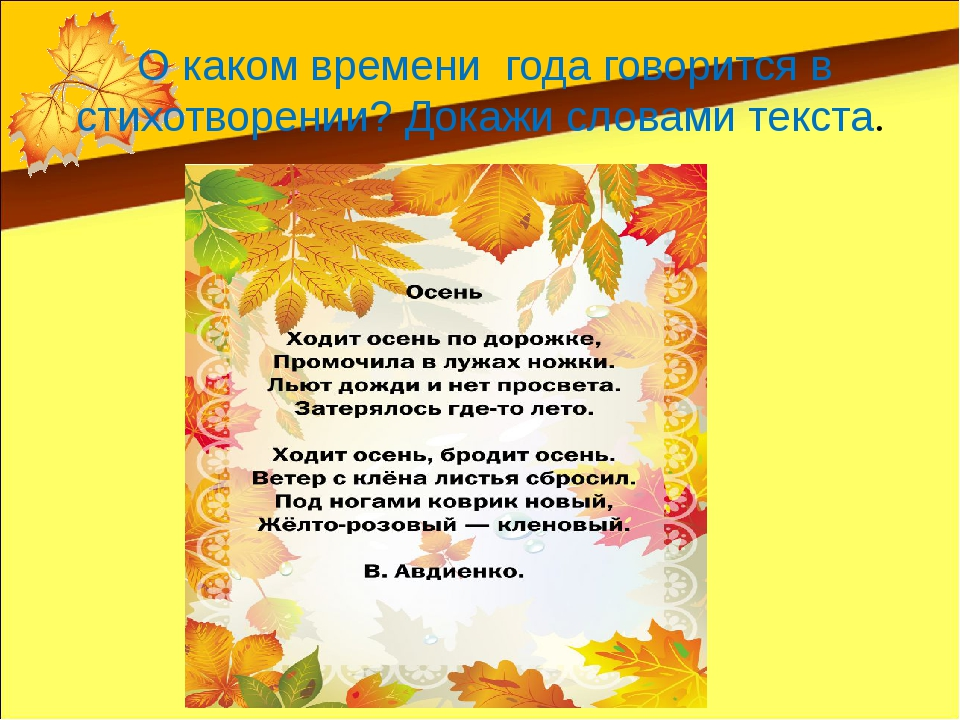 О каком времени  года говорится в
стихотворении? Докажи словами текста.
Осень
Ходит осень по дорожке,
Промочила в лужах ножки.
Льют дожди и нет просвета.
Затерялось где-то лето.
Ходит осень, бродит осень.
Ветер с клёна листья сбросил.
Под ногами коврик новый,
Жёлто-розовый — кленовый.
В. Авдиенко.